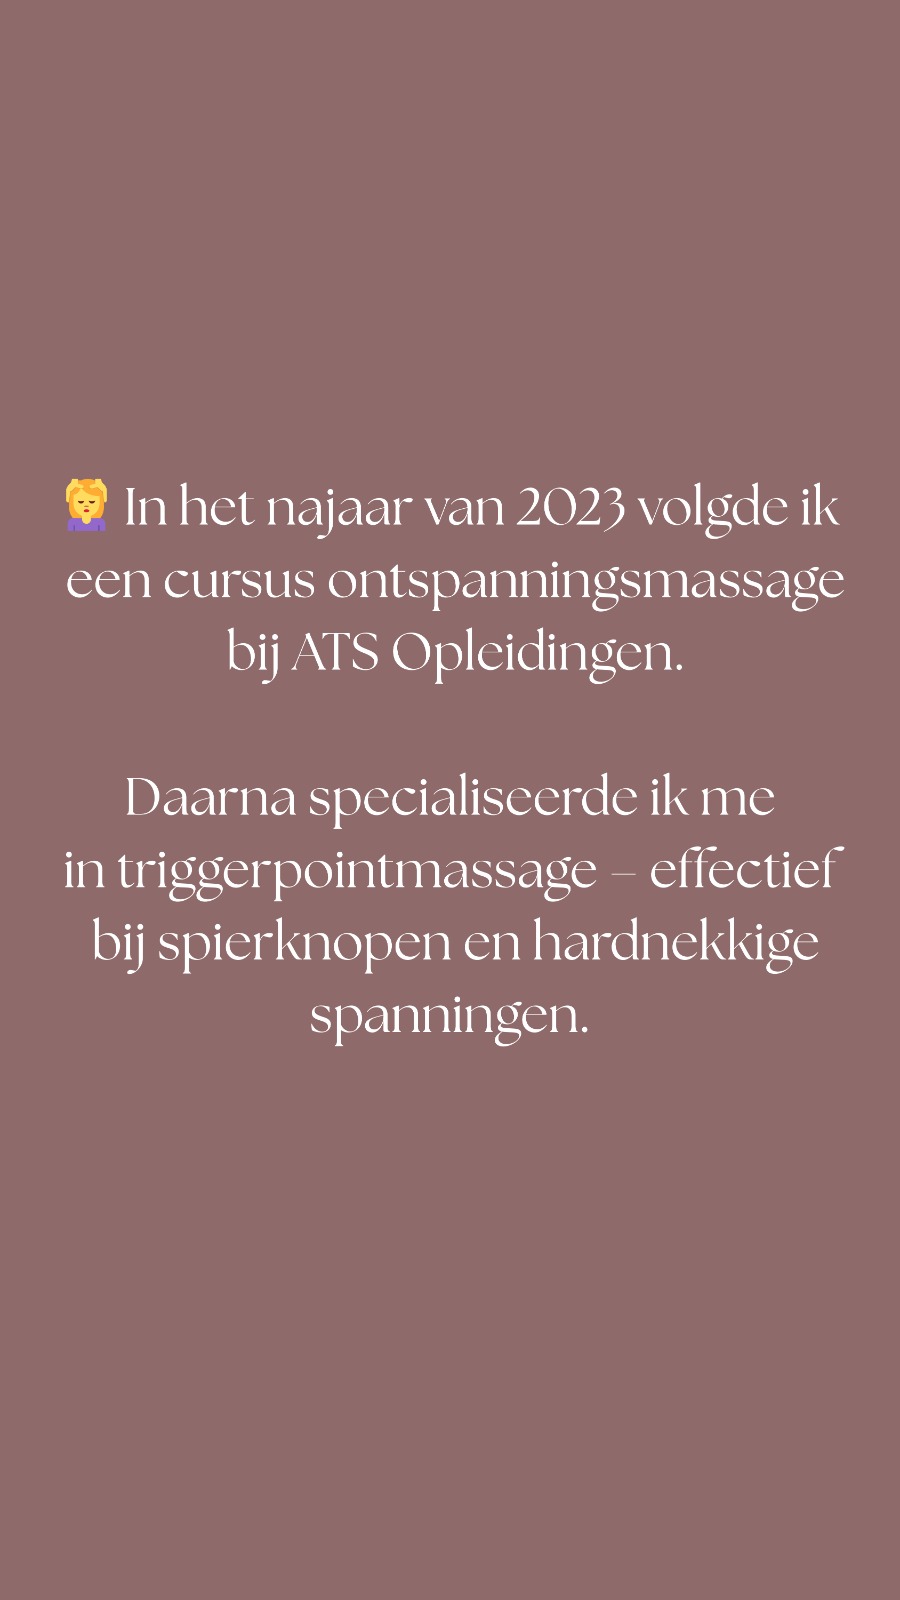 💆‍♀️ In het najaar van 2023 volgde ik
een cursus ontspanningsmassage
bij ATS Opleidingen.
Daarna specialiseerde ik me
in triggerpointmassage – effectief
bij spierknopen en hardnekkige
spanningen.